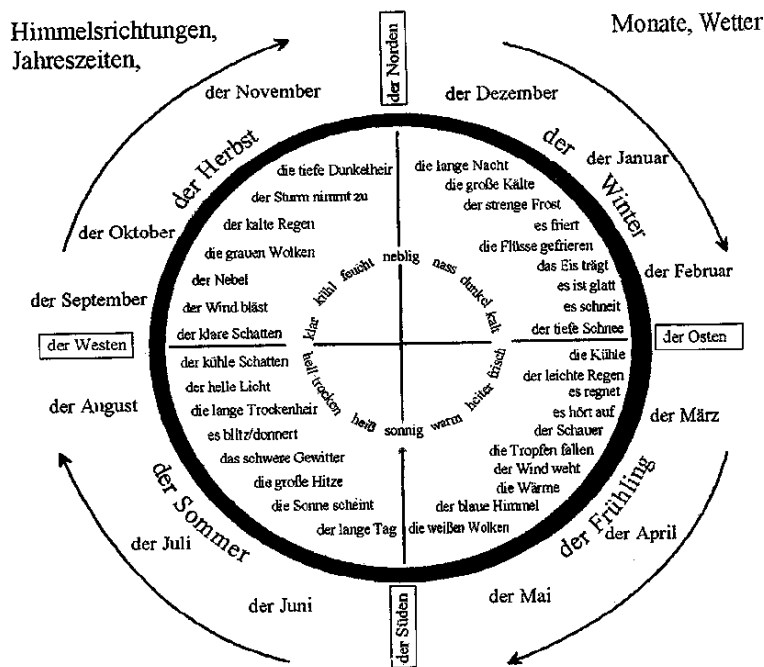 Himmelsrichtungen,
Jahreszeiten,
Monate, Wetter
der Norden
der November
der Dezember
der Herbst
der Winter
der Januar
der Oktober
der Februar
der September
der Westen
der Osten
der August
der März
der Sommer
der Frühling
der April
der Juli
der Juni
der Mai
der Süden
die tiefe Dunkelheir
der Sturm nimmt zu
der kalte Regen
die grauen Wolken
der Nebel
der Wind bläst
der klare Schatten
die lange Nacht
die große Kälte
der strenge Frost
es friert
die Flüsse gefrieren
das Eis trägt
es ist glatt
es schneit
der tiefe Schnee
klar kühl feucht neblig nass dunkel kalt
hell trocken heiß sonnig warm heiter frisch
der kühle Schatten
der helle Licht
die lange Trockenheir
es blitz/donnert
das schwere Gewitter
die große Hitze
die Sonne scheint
der lange Tag
die Kühle
der leichte Regen
es regnet
es hört auf
der Schauer
die Tropfen fallen
der Wind weht
die Wärme
der blaue Himmel
die weißen Wolken